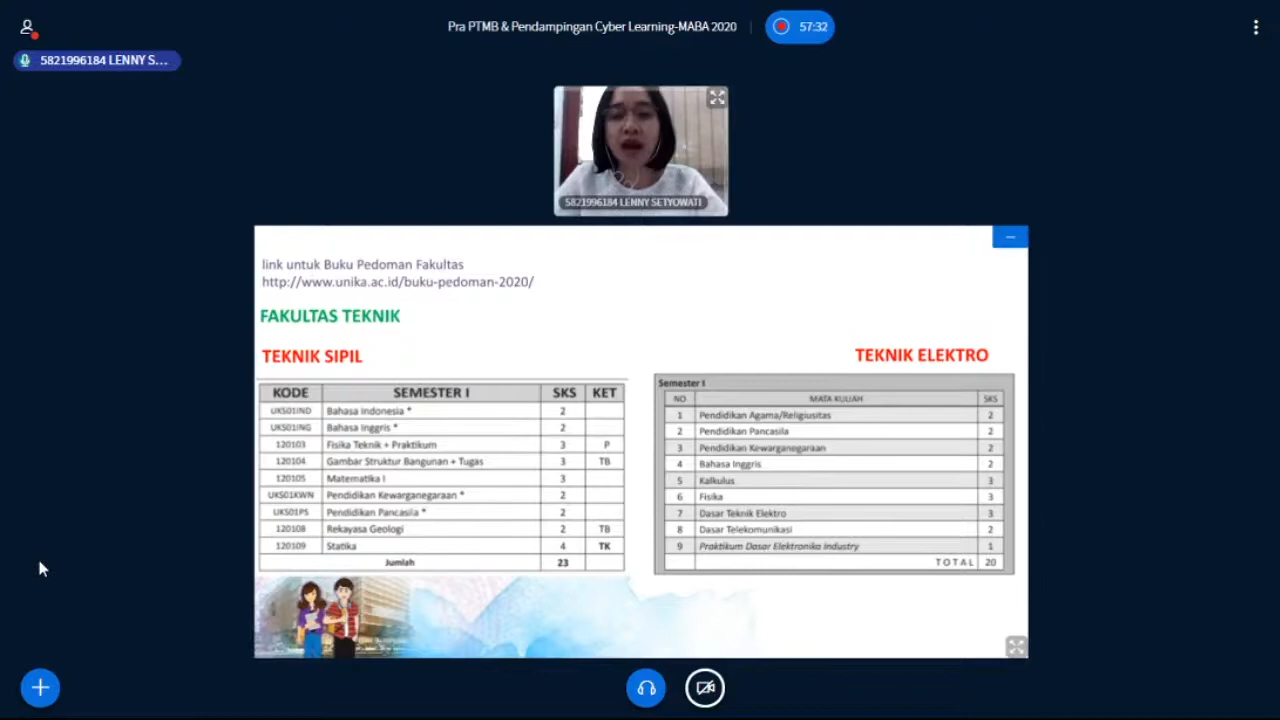 Pra PTMB & Pendampingan Cyber Learning-MABA 2020 57:32
5821996184 LENNY S...
5821996184 LENNY SETYOWATI
link untuk Buku Pedoman Fakultas
http://www.unika.ac.id/buku-pedoman-2020/
FAKULTAS TEKNIK
TEKNIK SIPIL
KODE SEMESTER I SKS KET
UKS01IND Bahasa Indonesia * 2
UKS01ING Bahasa Inggris * 2
120103 Fisika Teknik + Praktikum 3 P
120104 Gambar Struktur Bangunan + Tugas 3 TB
120105 Matematika I 3
UKS01KWN Pendidikan Kewarganegaraan * 2
UKS01PS Pendidikan Pancasila * 2
120108 Rekayasa Geologi 2 TB
120109 Statika 4 TK
Jumlah 23
TEKNIK ELEKTRO
Semester I
NO MATA KULIAH SKS
1 Pendidikan Agama/Religiusitas 2
2 Pendidikan Pancasila 2
3 Pendidikan Kewarganegaraan 2
4 Bahasa Inggris 2
5 Kalkulus 3
6 Fisika 3
7 Dasar Teknik Elektro 3
8 Dasar Telekomunikasi 2
9 Praktikum Dasar Elektronika Industry 1
TOTAL 20